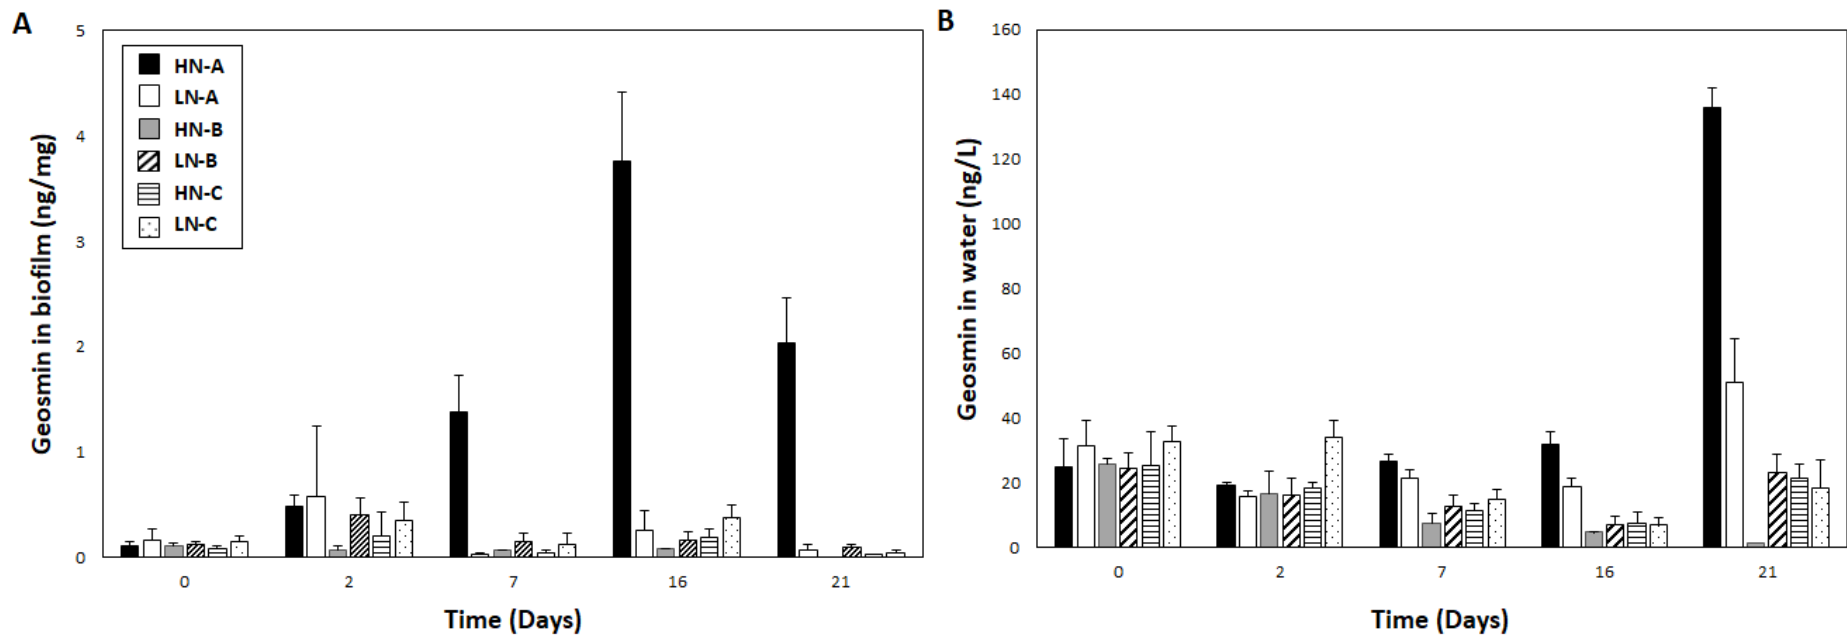 A
Geosmin in biofilm (ng/mg)
5
4
3
2
1
0
HN-A
LN-A
HN-B
LN-B
HN-C
LN-C
0 2 7 16 21
Time (Days)
B
Geosmin in water (ng/L)
160
140
120
100
80
60
40
20
0
0 2 7 16 21
Time (Days)